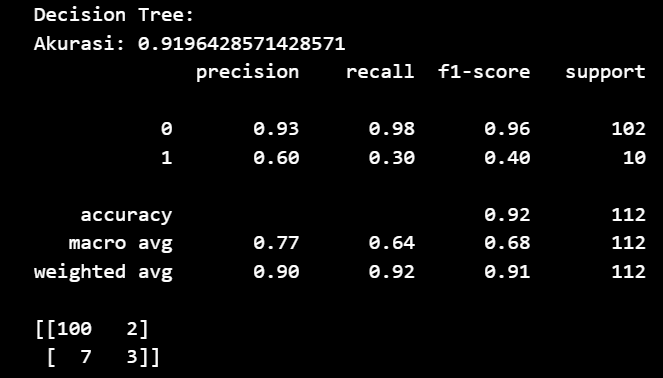 Decision Tree:
Akurasi: 0.9196428571428571
precision recall f1-score support
0 0.93 0.98 0.96 102
1 0.60 0.30 0.40 10
accuracy 0.92 112
macro avg 0.77 0.64 0.68 112
weighted avg 0.90 0.92 0.91 112
[[100 2]
[ 7 3]]